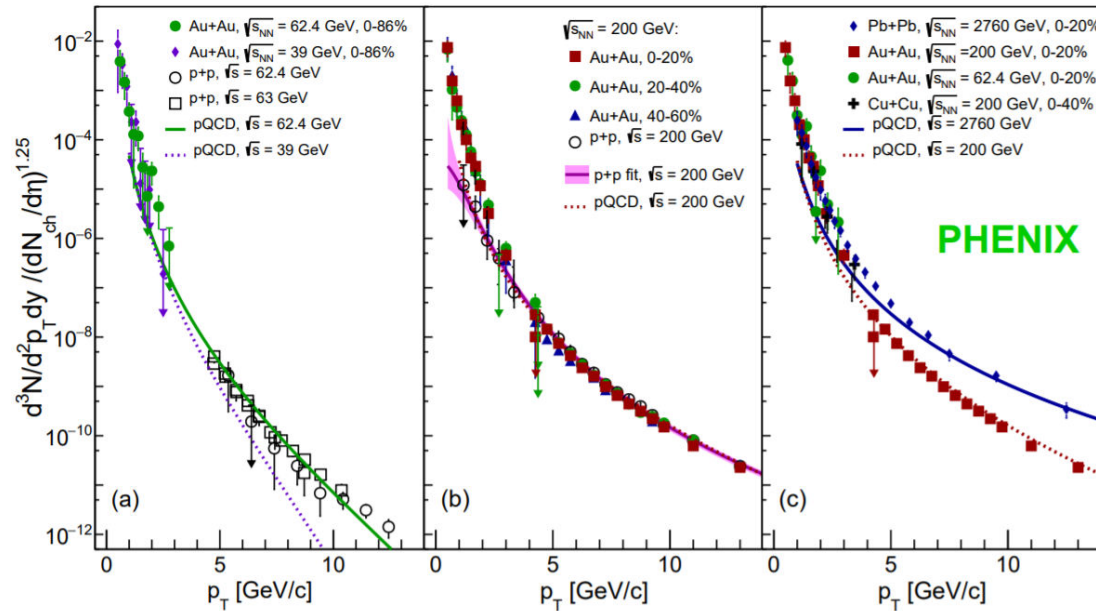 d³N/d²p_T dy /(dN_ch/dη)^1.25
10⁻²
10⁻⁴
10⁻⁶
10⁻⁸
10⁻¹⁰
10⁻¹²
Au+Au, √s_NN = 62.4 GeV, 0-86%
Au+Au, √s_NN = 39 GeV, 0-86%
p+p, √s = 62.4 GeV
p+p, √s = 63 GeV
pQCD, √s = 62.4 GeV
pQCD, √s = 39 GeV
(a)
0 5 10
p_T [GeV/c]
√s_NN = 200 GeV:
Au+Au, 0-20%
Au+Au, 20-40%
Au+Au, 40-60%
p+p, √s = 200 GeV
p+p fit, √s = 200 GeV
pQCD, √s = 200 GeV
(b)
0 5 10
p_T [GeV/c]
Pb+Pb, √s_NN = 2760 GeV, 0-20%
Au+Au, √s_NN =200 GeV, 0-20%
Au+Au, √s_NN = 62.4 GeV, 0-20%
Cu+Cu, √s_NN = 200 GeV, 0-40%
pQCD, √s = 2760 GeV
pQCD, √s = 200 GeV
PHENIX
(c)
0 5 10
p_T [GeV/c]